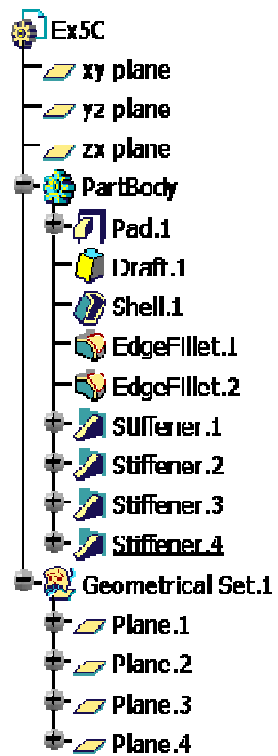 Ex5C
xy plane
yz plane
zx plane
PartBody
Pad.1
Draft.1
Shell.1
EdgeFillet.1
EdgeFillet.2
Stiffener.1
Stiffener.2
Stiffener.3
Stiffener.4
Geometrical Set.1
Plane.1
Plane.2
Plane.3
Plane.4